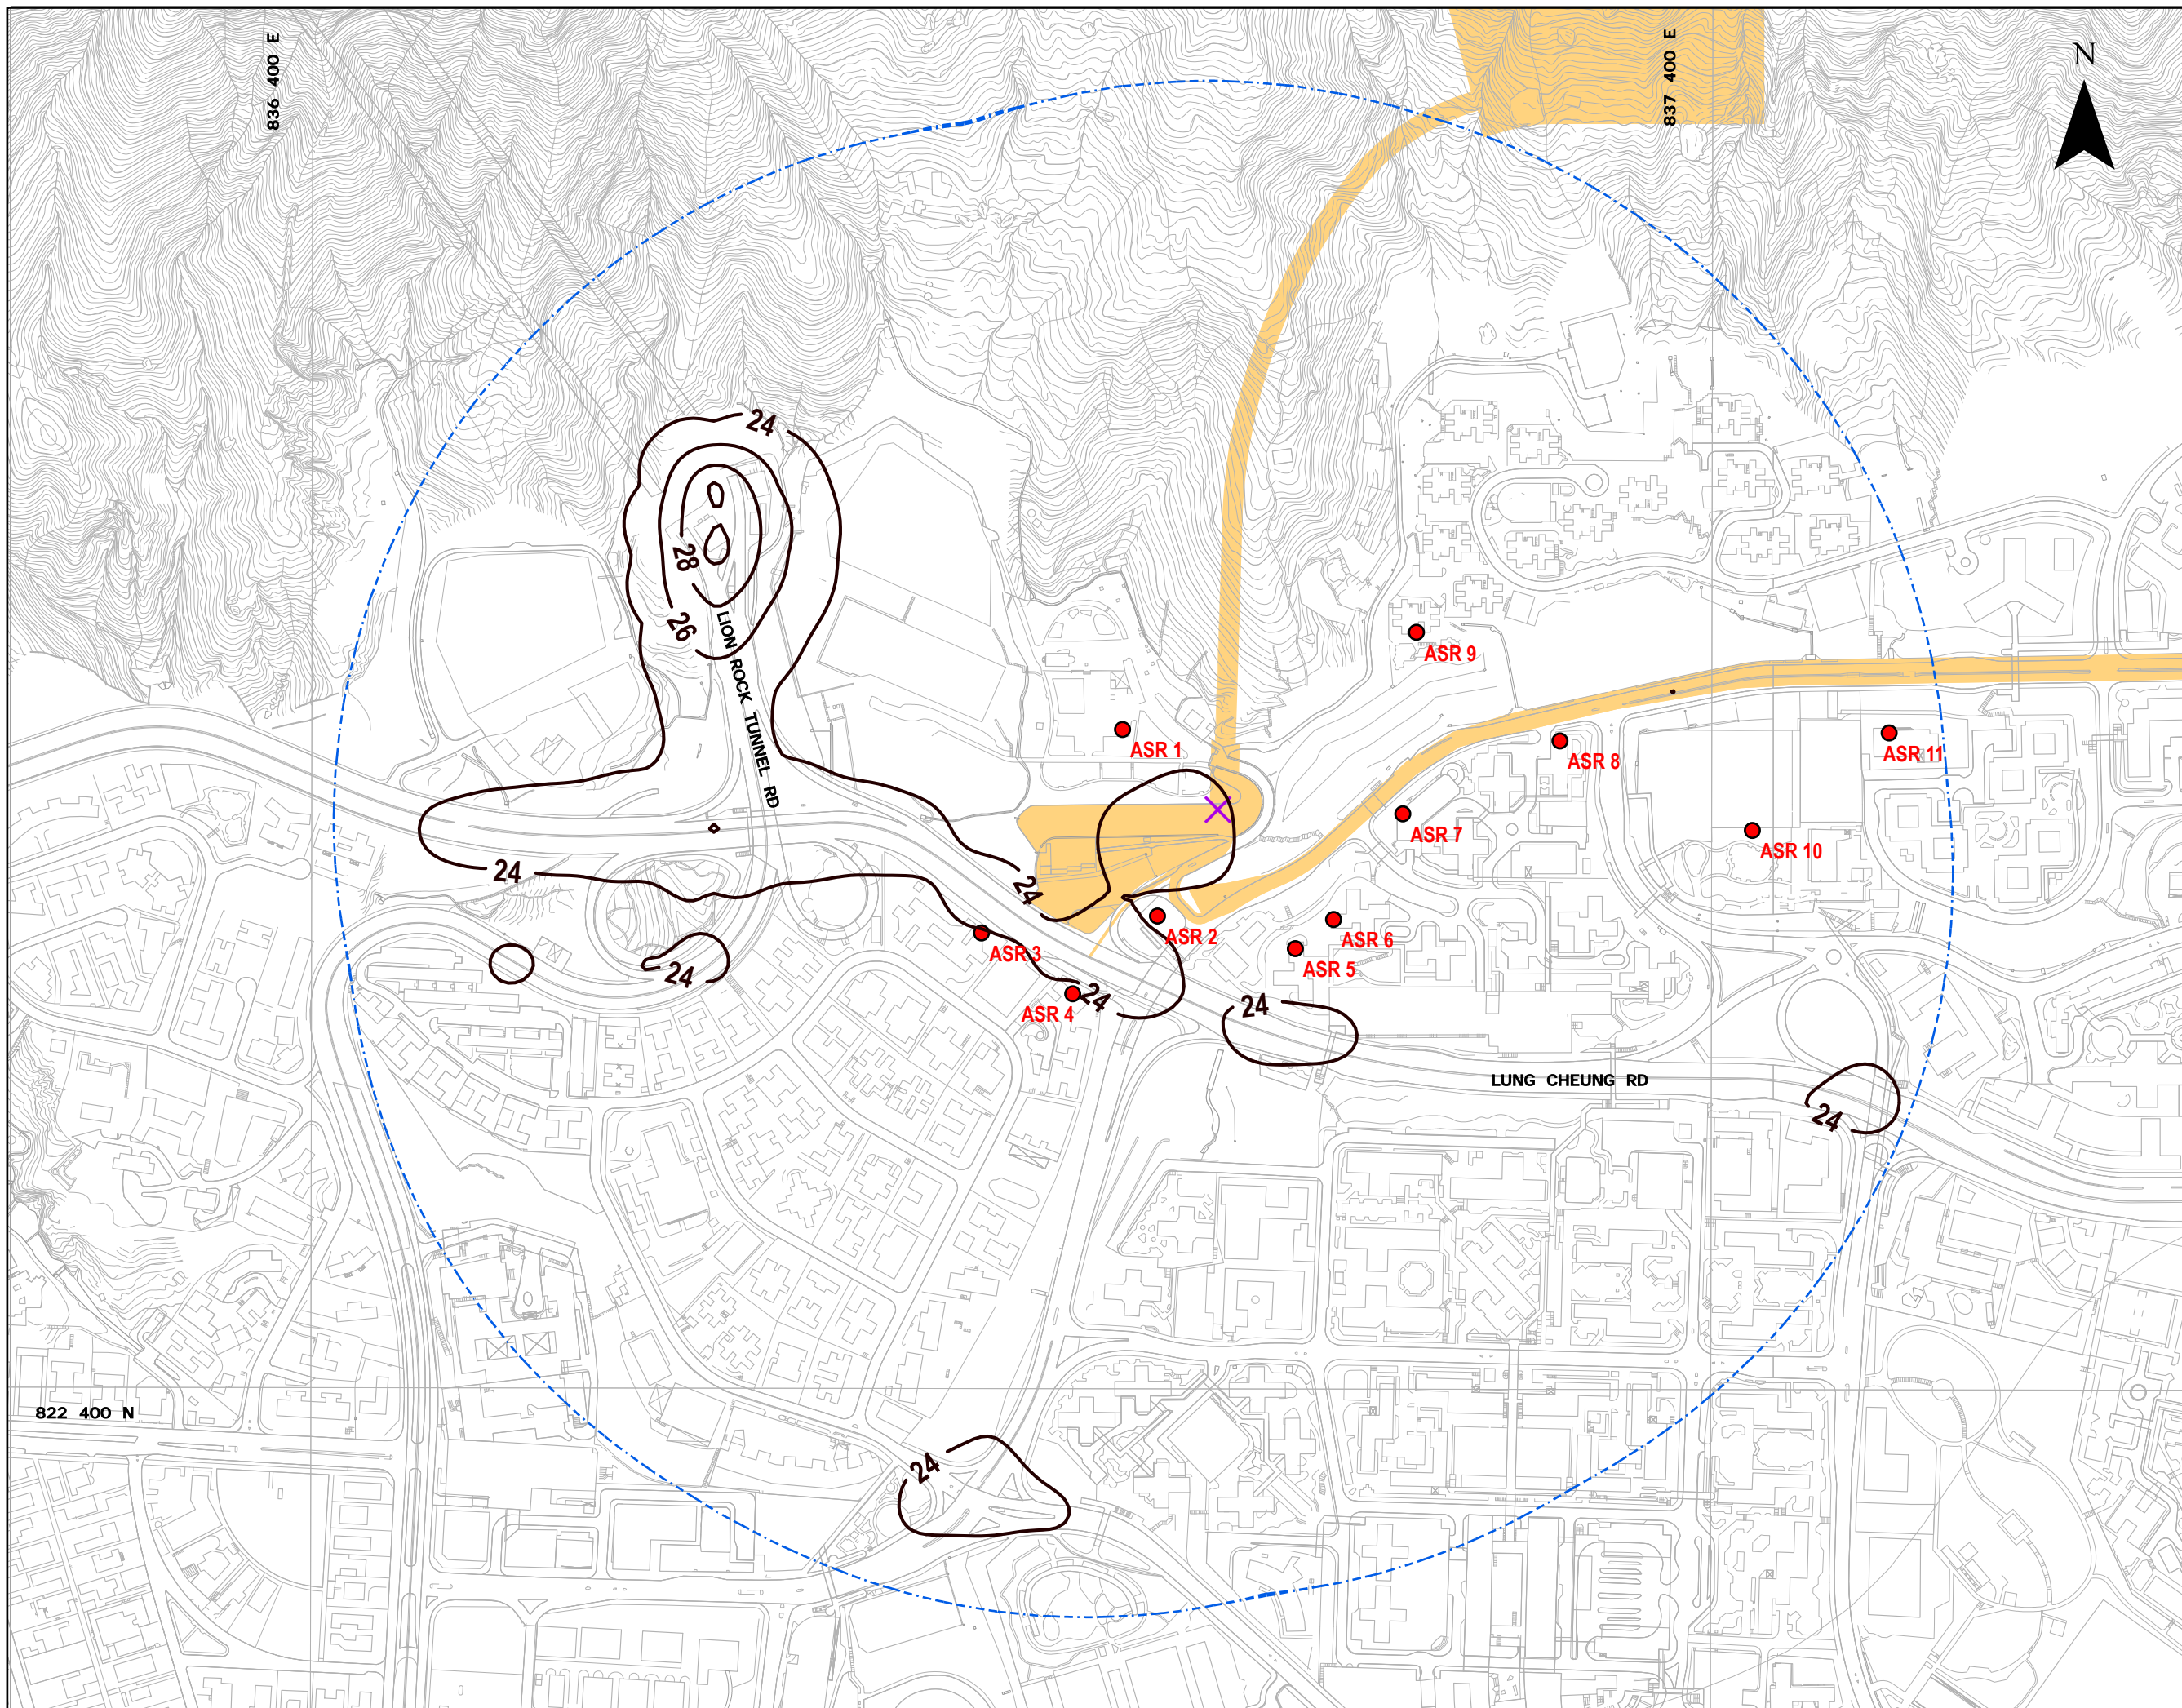 836 400 E
837 400 E
N
24
28
26
LION ROCK TUNNEL RD
ASR 9
ASR 1
ASR 8
ASR 11
ASR 7
ASR 10
24
24
ASR 2
ASR 6
ASR 3
ASR 5
24
24
24
ASR 4
LUNG CHEUNG RD
24
822 400 N
24